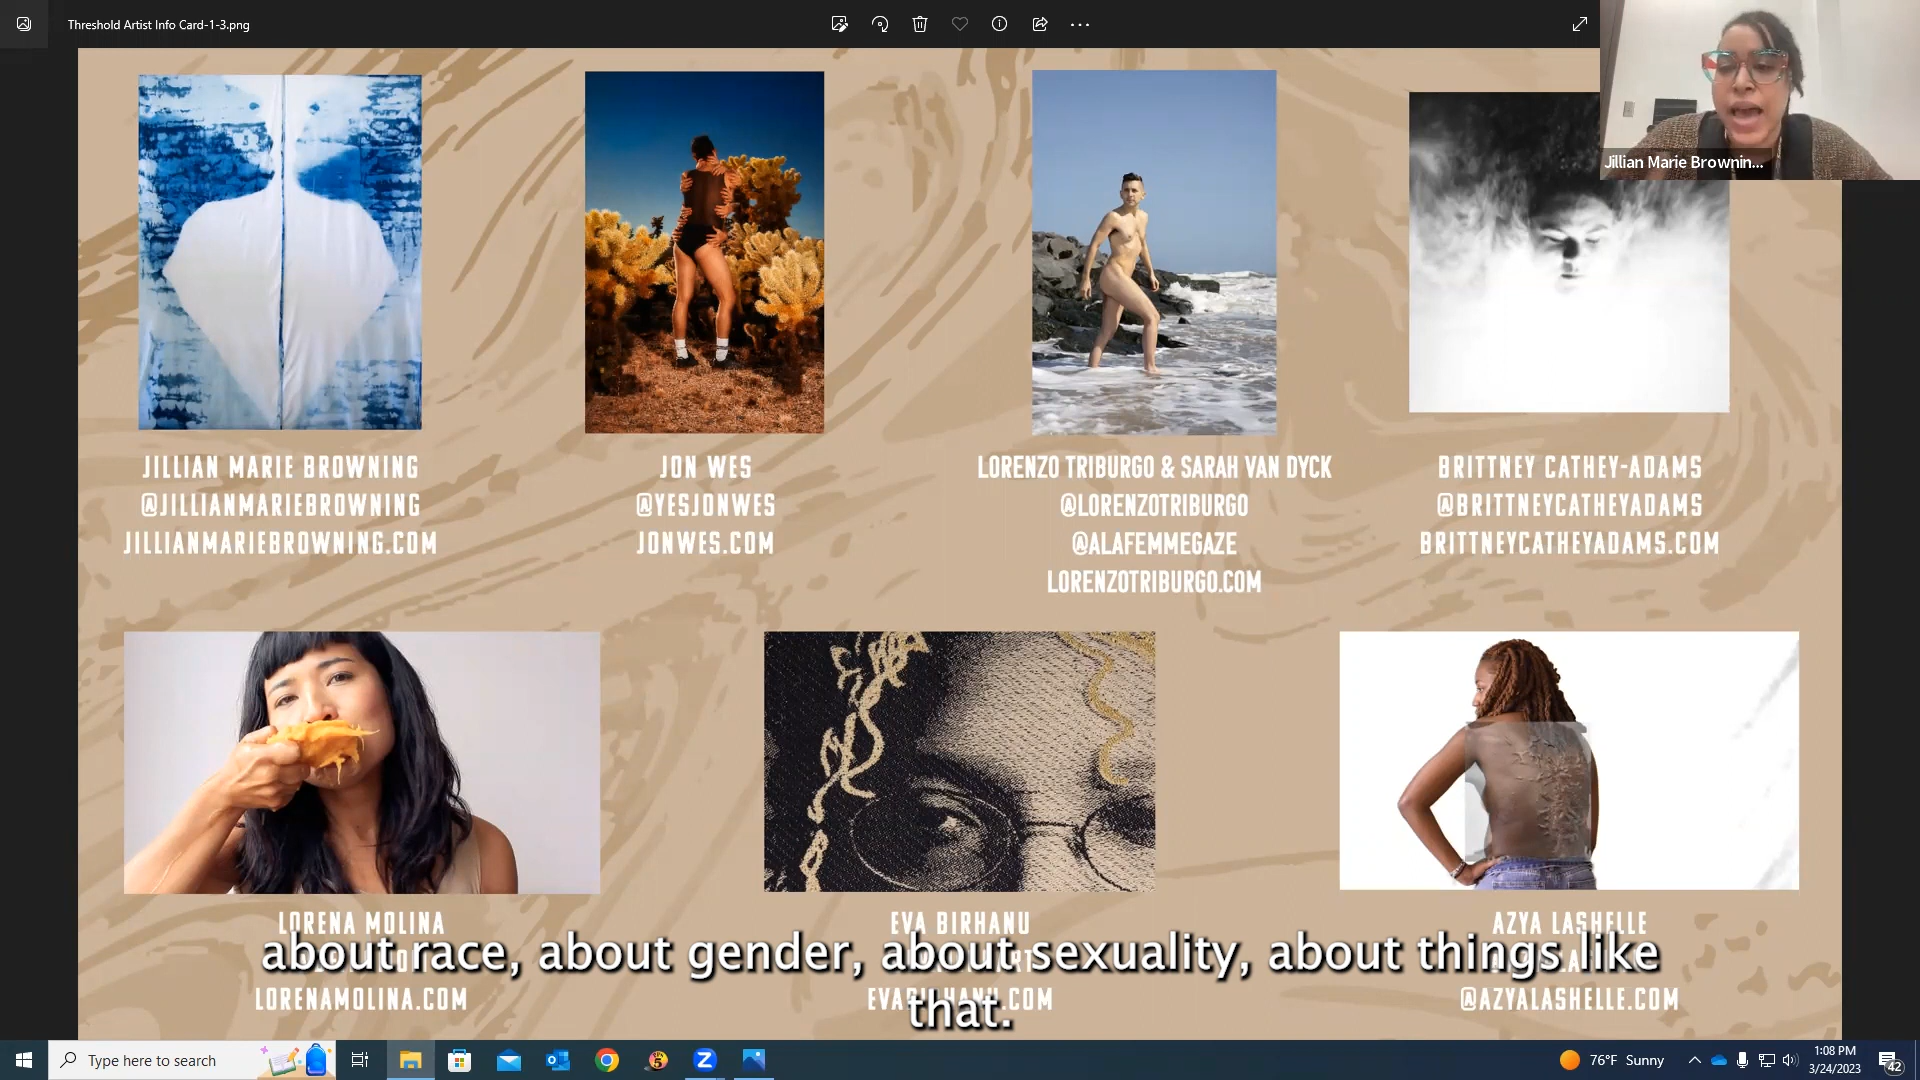 Threshold Artist Info Card-1-3.png
Jillian Marie Brownin...
JILLIAN MARIE BROWNING
@JILLIANMARIEBROWNING
JILLIANMARIEBROWNING.COM
JON WES
@YESJONWES
JONWES.COM
LORENZO TRIBURGO & SARAH VAN DYCK
@LORENZOTRIBURGO
@ALAFEMMEGAZE
LORENZOTRIBURGO.COM
BRITTNEY CATHEY-ADAMS
@BRITTNEYCATHEYADAMS
BRITTNEYCATHEYADAMS.COM
LORENA MOLINA
LORENAMOLINA.COM
EVA BIRHANU
AZYA LASHELLE
@AZYALASHELLE.COM
about race, about gender, about sexuality, about things like
that.
Type here to search
76°F Sunny
1:08 PM
3/24/2023
42